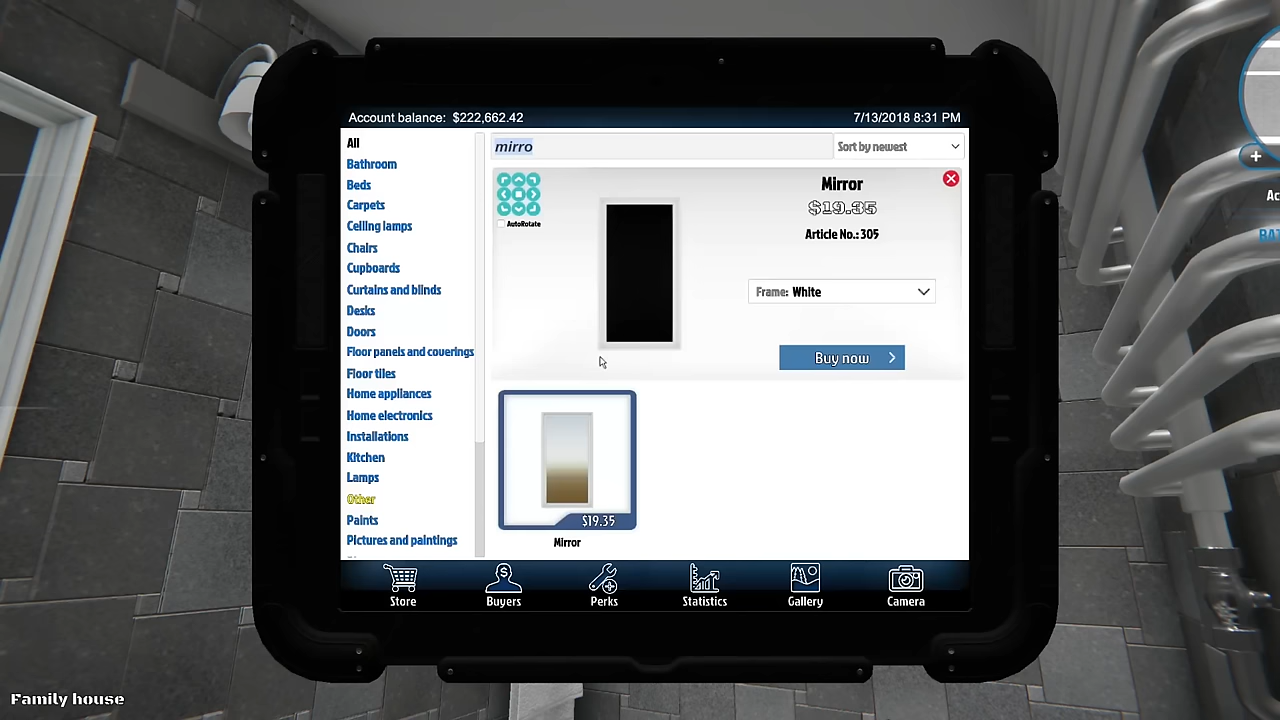 Account balance: $222,662.42
7/13/2018 8:31 PM
All
Bathroom
Beds
Carpets
Ceiling lamps
Chairs
Cupboards
Curtains and blinds
Desks
Doors
Floor panels and coverings
Floor tiles
Home appliances
Home electronics
Installations
Kitchen
Lamps
Other
Paints
Pictures and paintings
mirro
Sort by newest
AutoRotate
Mirror
$19.35
Article No.: 305
Frame: White
Buy now
$19.35
Mirror
Store
Buyers
Perks
Statistics
Gallery
Camera
Family house